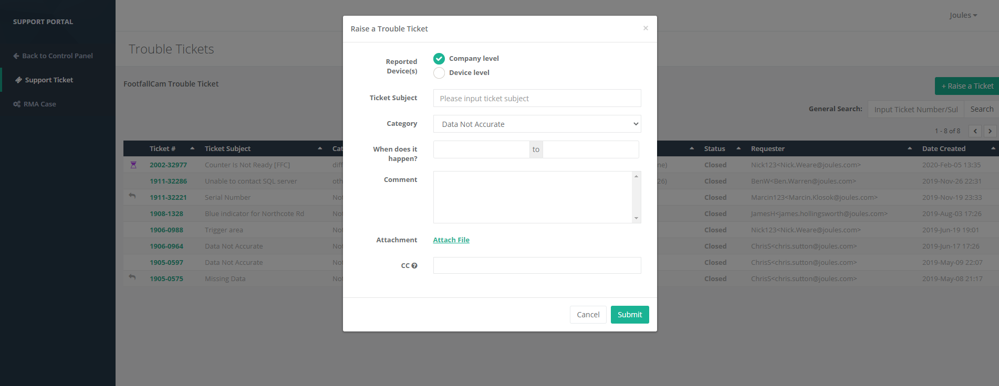 SUPPORT PORTAL
Back to Control Panel
Support Ticket
RMA Case
Joules
Trouble Tickets
FootfallCam Trouble Ticket
+ Raise a Ticket
General Search: Input Ticket Number/Sul Search
1 - 8 of 8
Ticket # Ticket Subject Cat Status Requester Date Created
2002-32977 Counter Is Not Ready [FFC] diff ne) Closed Nick123<Nick.Weare@joules.com> 2020-Feb-05 13:35
1911-32286 Unable to contact SQL server oth 26) Closed BenW<Ben.Warren@joules.com> 2019-Nov-26 22:31
1911-32221 Serial Number Not Closed Marcin123<Marcin.Klosok@joules.com> 2019-Nov-19 23:33
1908-1328 Blue indicator for Northcote Rd Not Closed JamesH<james.hollingsworth@joules.com> 2019-Aug-03 17:26
1906-0988 Trigger area Not Closed Nick123<Nick.Weare@joules.com> 2019-Jun-19 19:01
1906-0964 Data Not Accurate Not Closed ChrisS<chris.sutton@joules.com> 2019-Jun-17 17:26
1905-0597 Data Not Accurate Not Closed ChrisS<chris.sutton@joules.com> 2019-May-09 22:07
1905-0575 Missing Data Not Closed ChrisS<chris.sutton@joules.com> 2019-May-08 21:17
Raise a Trouble Ticket ×
Reported
Device(s)
Company level
Device level
Ticket Subject Please input ticket subject
Category Data Not Accurate
When does it
happen?
to
Comment
Attachment Attach File
CC ?
Cancel Submit